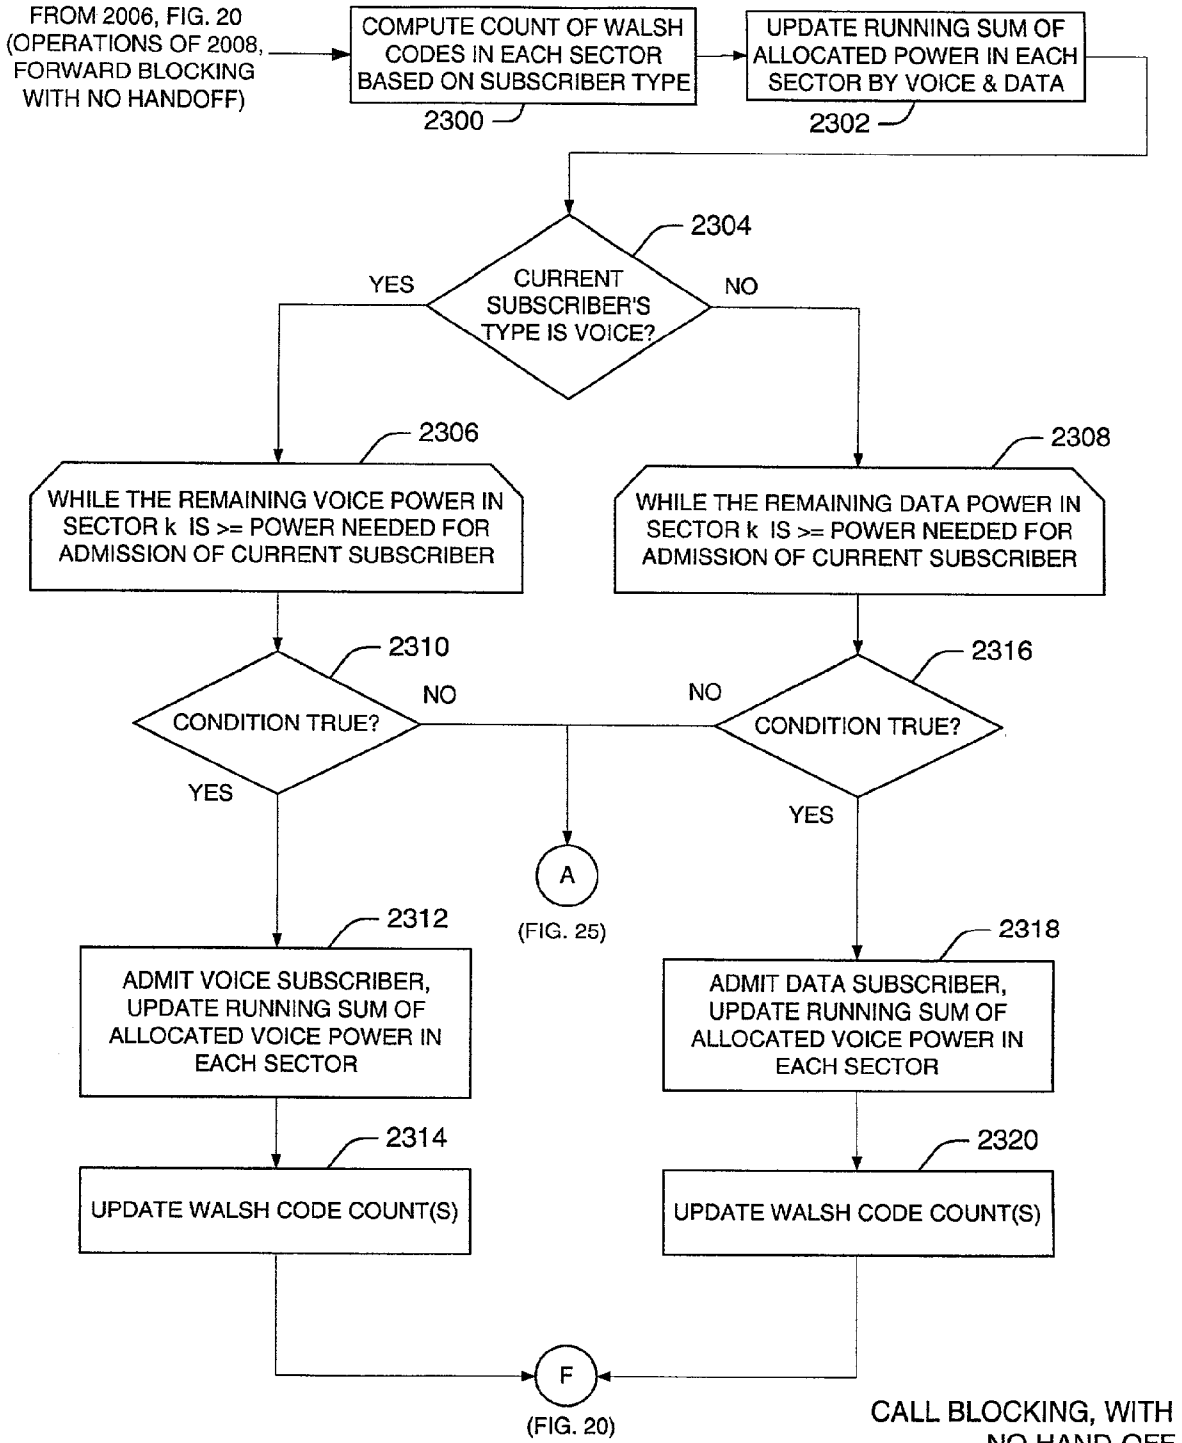 FROM 2006, FIG. 20
(OPERATIONS OF 2008,
FORWARD BLOCKING
WITH NO HANDOFF)
COMPUTE COUNT OF WALSH
CODES IN EACH SECTOR
BASED ON SUBSCRIBER TYPE
2300
UPDATE RUNNING SUM OF
ALLOCATED POWER IN EACH
SECTOR BY VOICE & DATA
2302
2304
CURRENT
SUBSCRIBER'S
TYPE IS VOICE?
YES
NO
2306
WHILE THE REMAINING VOICE POWER IN
SECTOR k IS >= POWER NEEDED FOR
ADMISSION OF CURRENT SUBSCRIBER
2308
WHILE THE REMAINING DATA POWER IN
SECTOR k IS >= POWER NEEDED FOR
ADMISSION OF CURRENT SUBSCRIBER
2310
CONDITION TRUE?
NO
YES
2316
CONDITION TRUE?
NO
YES
A
(FIG. 25)
2312
ADMIT VOICE SUBSCRIBER,
UPDATE RUNNING SUM OF
ALLOCATED VOICE POWER IN
EACH SECTOR
2318
ADMIT DATA SUBSCRIBER,
UPDATE RUNNING SUM OF
ALLOCATED VOICE POWER IN
EACH SECTOR
2314
UPDATE WALSH CODE COUNT(S)
2320
UPDATE WALSH CODE COUNT(S)
F
(FIG. 20)
CALL BLOCKING, WITH
NO HAND-OFF